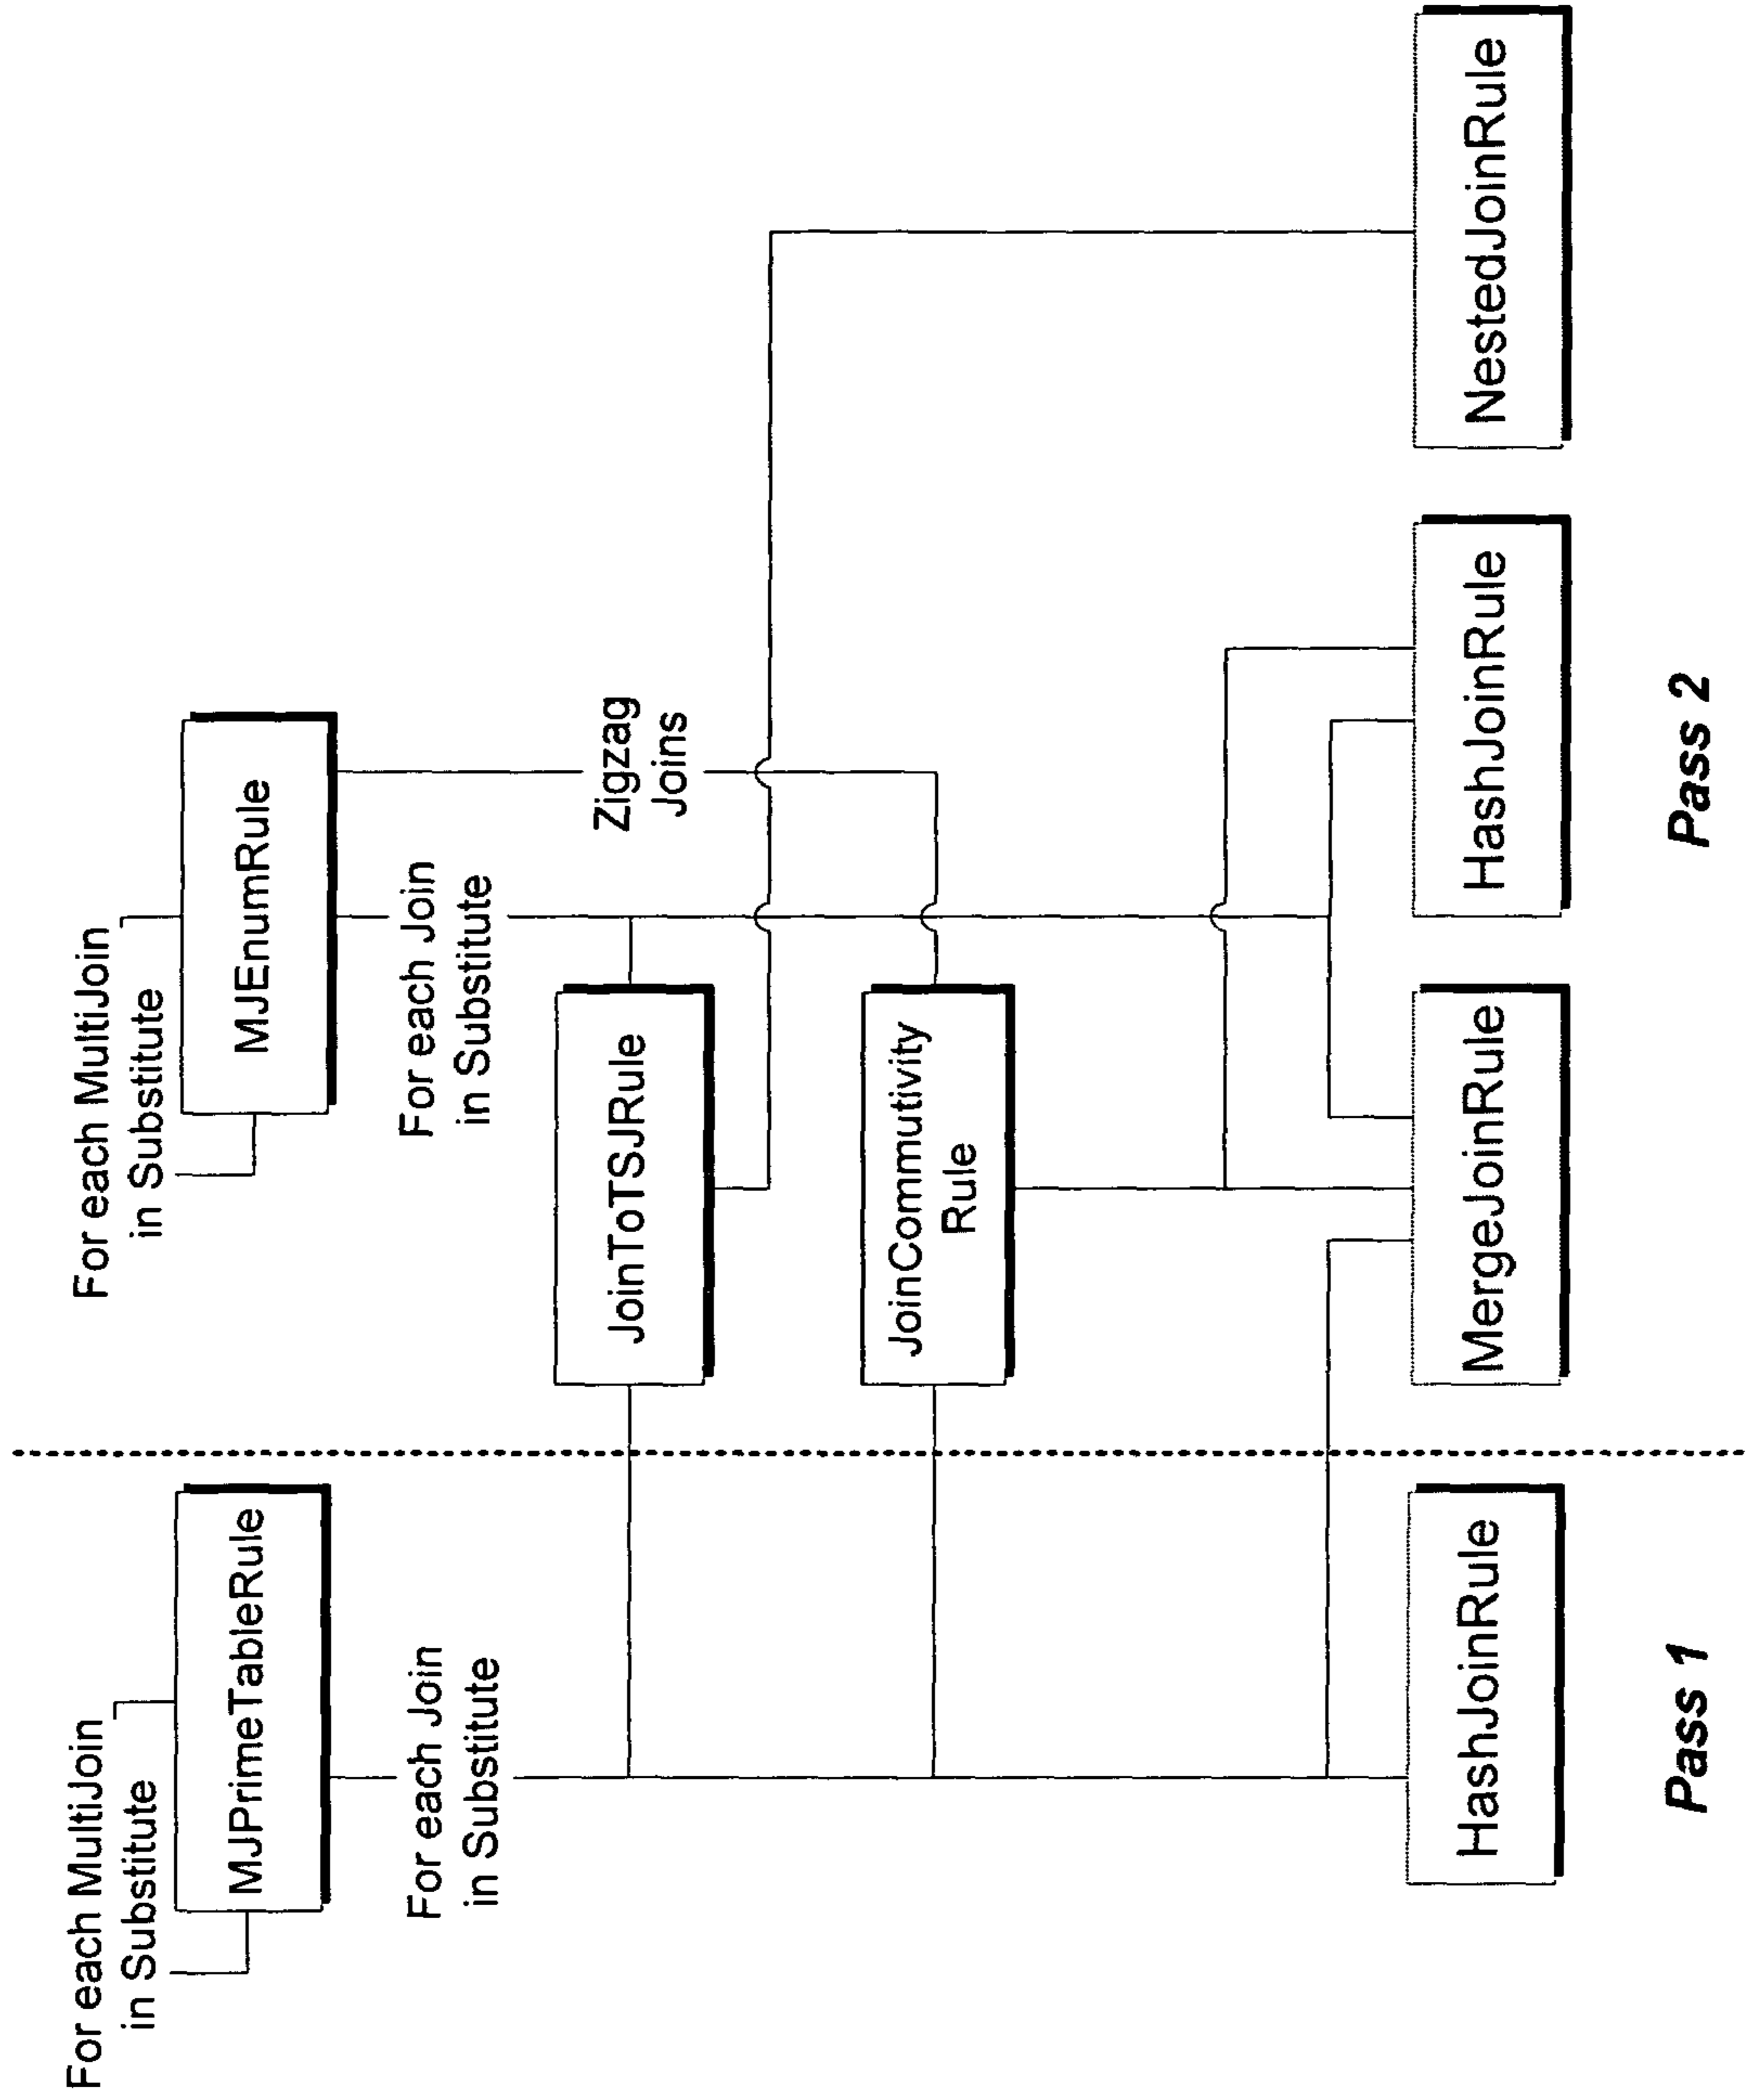 For each MultiJoin
in Substitute
MJPrimeTableRule
For each Join
in Substitute
HashJoinRule
Pass 1
For each MultiJoin
in Substitute
MJEnumRule
For each Join
in Substitute
Zigzag
Joins
JoinToTSJRule
JoinCommutivity
Rule
MergeJoinRule
HashJoinRule
NestedJoinRule
Pass 2